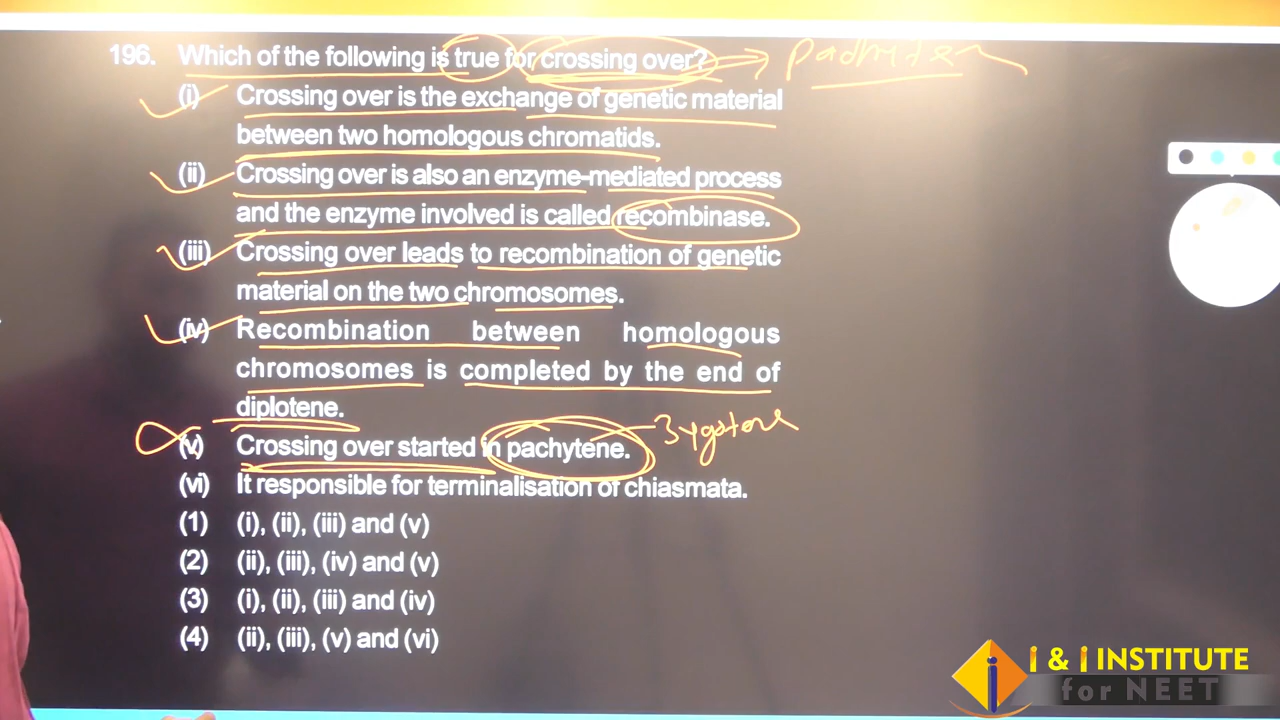 196. Which of the following is true for crossing over?
(i) Crossing over is the exchange of genetic material
between two homologous chromatids.
(ii) Crossing over is also an enzyme-mediated process
and the enzyme involved is called recombinase.
(iii) Crossing over leads to recombination of genetic
material on the two chromosomes.
(iv) Recombination between homologous
chromosomes is completed by the end of
diplotene.
(v) Crossing over started in pachytene.
(vi) It responsible for terminalisation of chiasmata.
(1) (i), (ii), (iii) and (v)
(2) (ii), (iii), (iv) and (v)
(3) (i), (ii), (iii) and (iv)
(4) (ii), (iii), (v) and (vi)
i & i INSTITUTE
for NEET